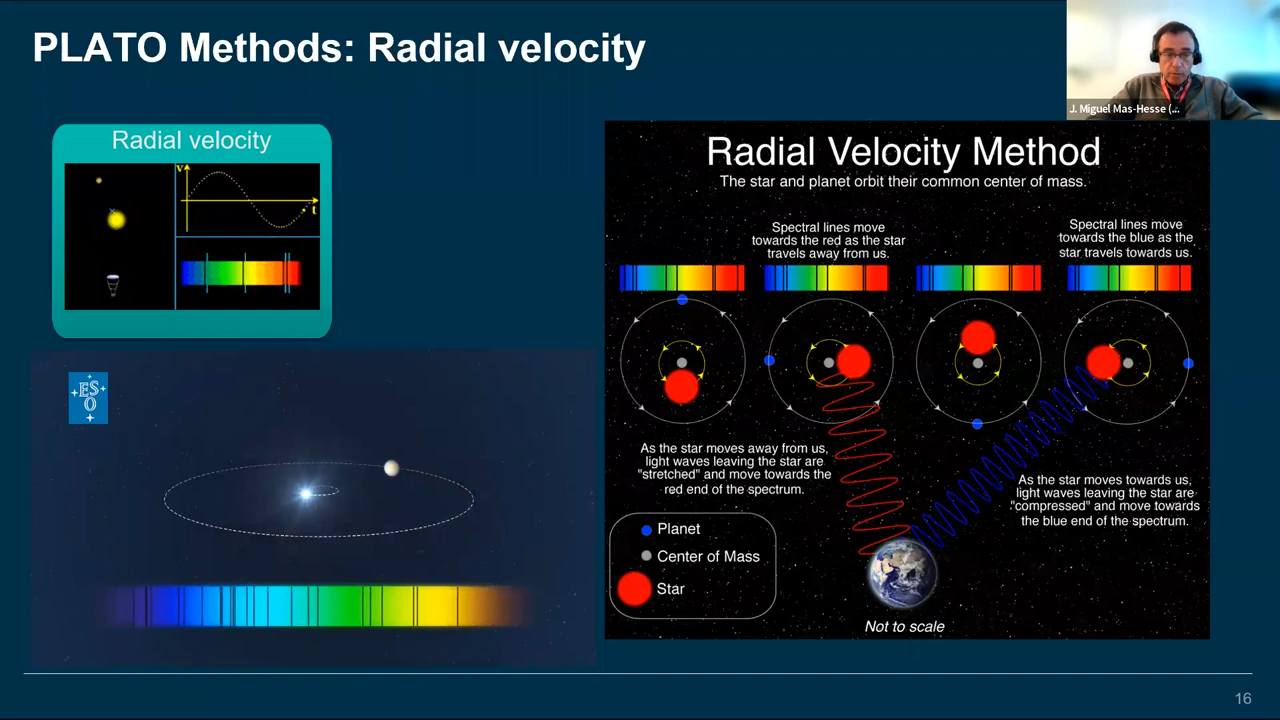 PLATO Methods: Radial velocity
J. Miguel Mas-Hesse (...
Radial velocity
v
t
ESO
Radial Velocity Method
The star and planet orbit their common center of mass.
Spectral lines move
towards the red as the star
travels away from us.
Spectral lines move
towards the blue as the
star travels towards us.
As the star moves away from us,
light waves leaving the star are
"stretched" and move towards the
red end of the spectrum.
As the star moves towards us,
light waves leaving the star are
"compressed" and move towards
the blue end of the spectrum.
Planet
Center of Mass
Star
Not to scale
16